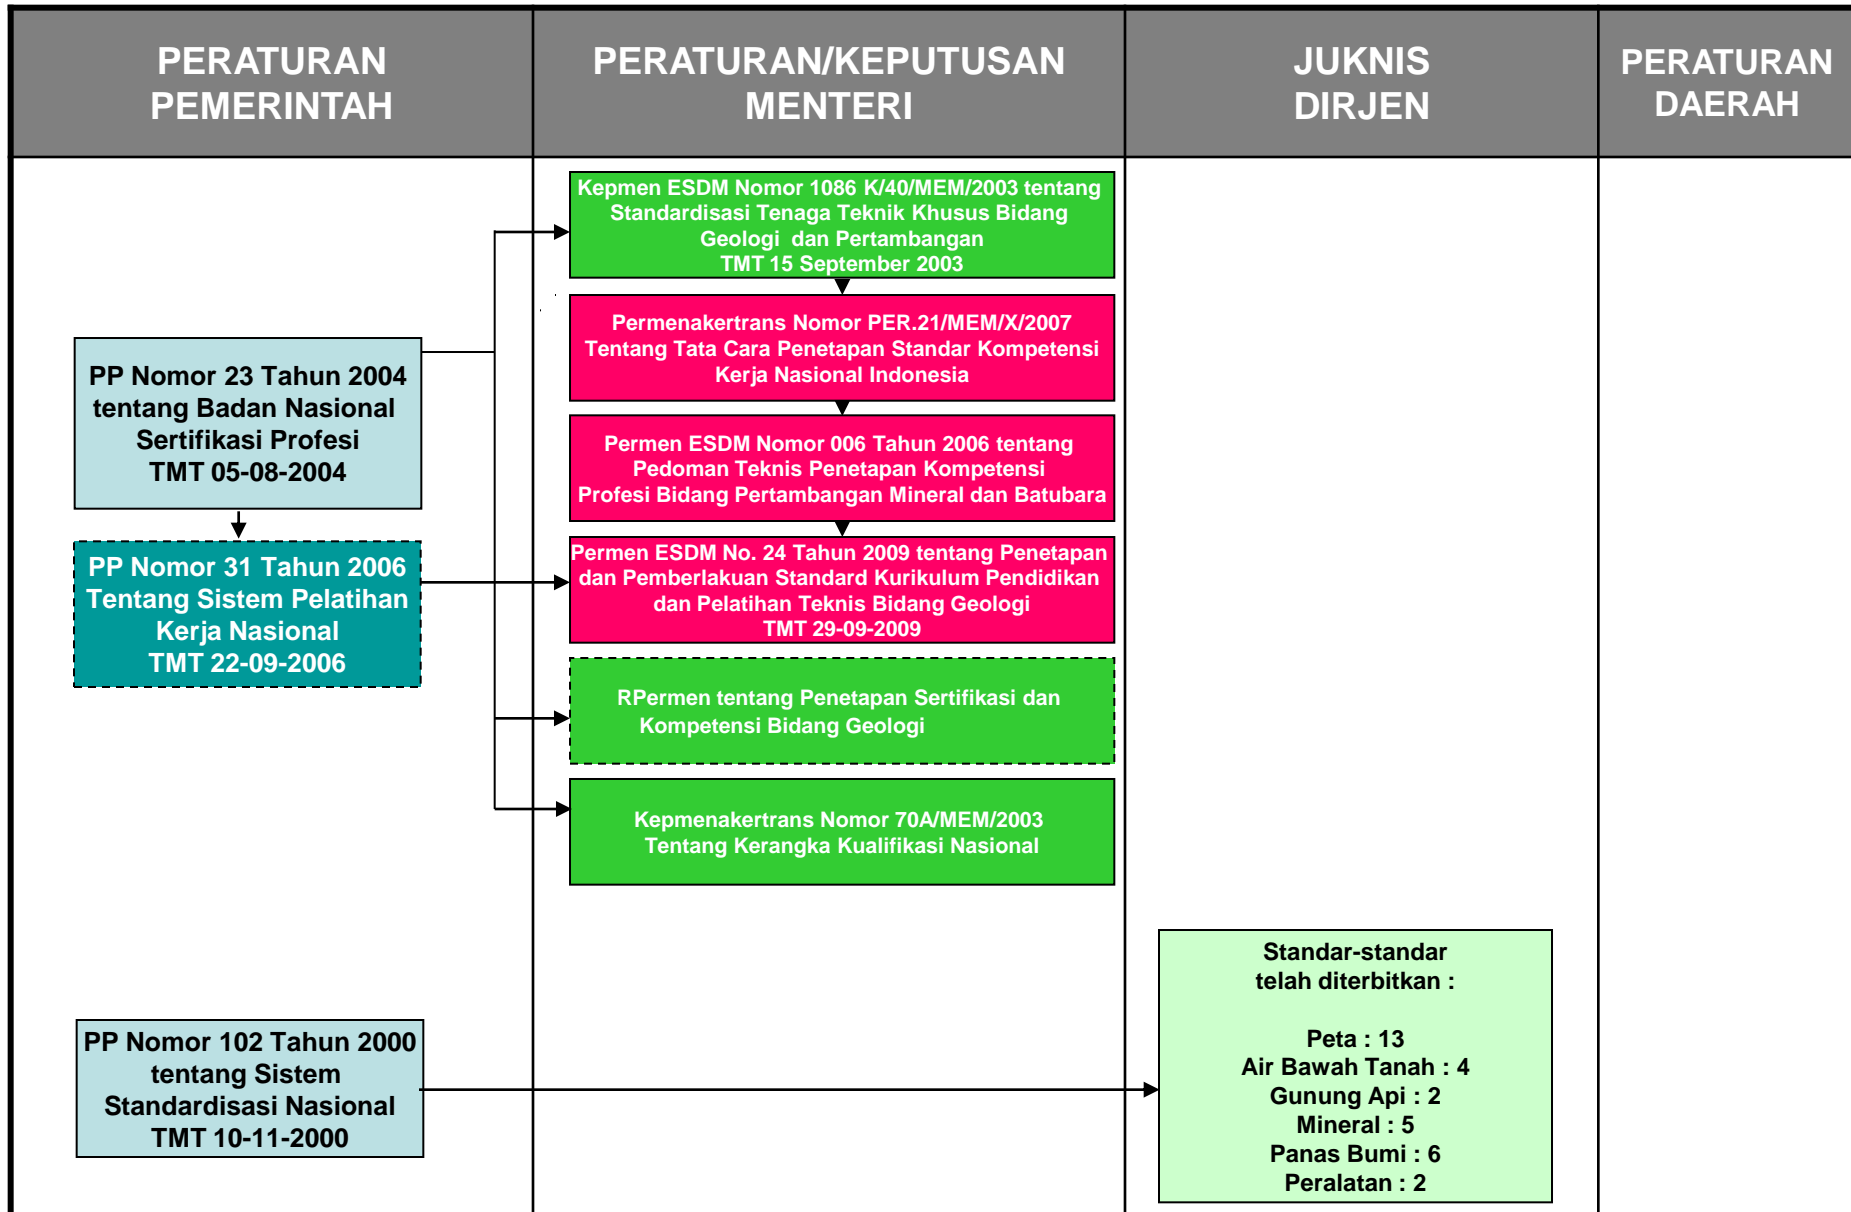 PERATURAN
PEMERINTAH
PERATURAN/KEPUTUSAN
MENTERI
JUKNIS
DIRJEN
PERATURAN
DAERAH
Kepmen ESDM Nomor 1086 K/40/MEM/2003 tentang
Standardisasi Tenaga Teknik Khusus Bidang
Geologi dan Pertambangan
TMT 15 September 2003
Permenakertrans Nomor PER.21/MEM/X/2007
Tentang Tata Cara Penetapan Standar Kompetensi
Kerja Nasional Indonesia
PP Nomor 23 Tahun 2004
tentang Badan Nasional
Sertifikasi Profesi
TMT 05-08-2004
Permen ESDM Nomor 006 Tahun 2006 tentang
Pedoman Teknis Penetapan Kompetensi
Profesi Bidang Pertambangan Mineral dan Batubara
PP Nomor 31 Tahun 2006
Tentang Sistem Pelatihan
Kerja Nasional
TMT 22-09-2006
Permen ESDM No. 24 Tahun 2009 tentang Penetapan
dan Pemberlakuan Standard Kurikulum Pendidikan
dan Pelatihan Teknis Bidang Geologi
TMT 29-09-2009
RPermen tentang Penetapan Sertifikasi dan
Kompetensi Bidang Geologi
Kepmenakertrans Nomor 70A/MEM/2003
Tentang Kerangka Kualifikasi Nasional
PP Nomor 102 Tahun 2000
tentang Sistem
Standardisasi Nasional
TMT 10-11-2000
Standar-standar
telah diterbitkan :
Peta : 13
Air Bawah Tanah : 4
Gunung Api : 2
Mineral : 5
Panas Bumi : 6
Peralatan : 2